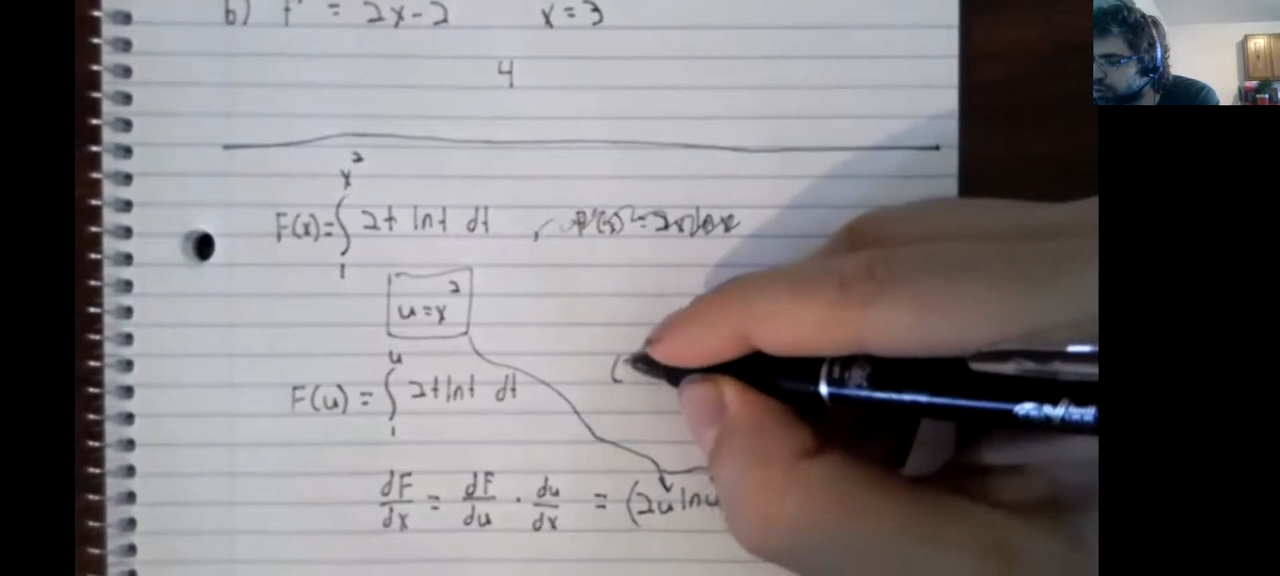 b) f' = 2x-2 x=3
4
F(x)=∫₁^x² 2t lnt dt ,
u=x²
F(u) = ∫₁^u 2t lnt dt
dF/dx = dF/du · du/dx = (2u lnu